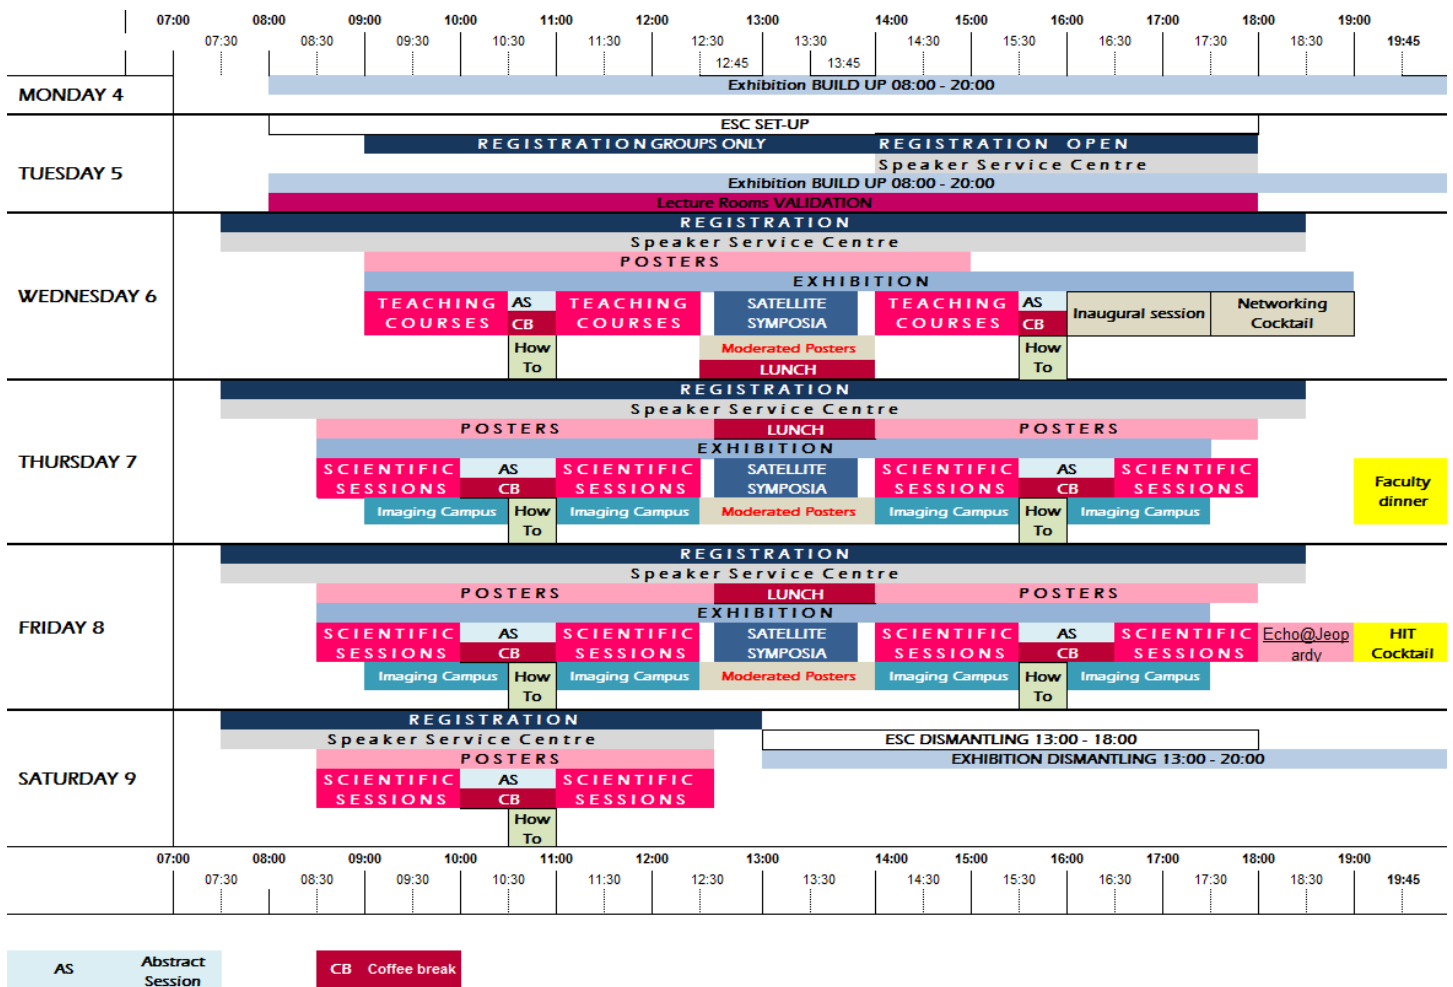 07:00 08:00 09:00 10:00 11:00 12:00 13:00 14:00 15:00 16:00 17:00 18:00 19:00
07:30 08:30 09:30 10:30 11:30 12:30 13:30 14:30 15:30 16:30 17:30 18:30 19:45
12:45 13:45
MONDAY 4
Exhibition BUILD UP 08:00 - 20:00
TUESDAY 5
ESC SET-UP
REGISTRATION GROUPS ONLY REGISTRATION OPEN
Speaker Service Centre
Exhibition BUILD UP 08:00 - 20:00
Lecture Rooms VALIDATION
WEDNESDAY 6
REGISTRATION
Speaker Service Centre
POSTERS
EXHIBITION
TEACHING AS TEACHING SATELLITE TEACHING AS Inaugural session Networking
COURSES CB COURSES SYMPOSIA COURSES CB Cocktail
How Moderated Posters How
To LUNCH To
THURSDAY 7
REGISTRATION
Speaker Service Centre
POSTERS LUNCH POSTERS
EXHIBITION
SCIENTIFIC AS SCIENTIFIC SATELLITE SCIENTIFIC AS SCIENTIFIC Faculty
SESSIONS CB SESSIONS SYMPOSIA SESSIONS CB SESSIONS dinner
Imaging Campus How Imaging Campus Moderated Posters Imaging Campus How Imaging Campus
To To
FRIDAY 8
REGISTRATION
Speaker Service Centre
POSTERS LUNCH POSTERS
EXHIBITION
SCIENTIFIC AS SCIENTIFIC SATELLITE SCIENTIFIC AS SCIENTIFIC Echo@Jeop HIT
SESSIONS CB SESSIONS SYMPOSIA SESSIONS CB SESSIONS ardy Cocktail
Imaging Campus How Imaging Campus Moderated Posters Imaging Campus How Imaging Campus
To To
SATURDAY 9
REGISTRATION
Speaker Service Centre ESC DISMANTLING 13:00 - 18:00
POSTERS EXHIBITION DISMANTLING 13:00 - 20:00
SCIENTIFIC AS SCIENTIFIC
SESSIONS CB SESSIONS
How
To
07:00 08:00 09:00 10:00 11:00 12:00 13:00 14:00 15:00 16:00 17:00 18:00 19:00
07:30 08:30 09:30 10:30 11:30 12:30 13:30 14:30 15:30 16:30 17:30 18:30 19:45
AS Abstract
Session
CB Coffee break